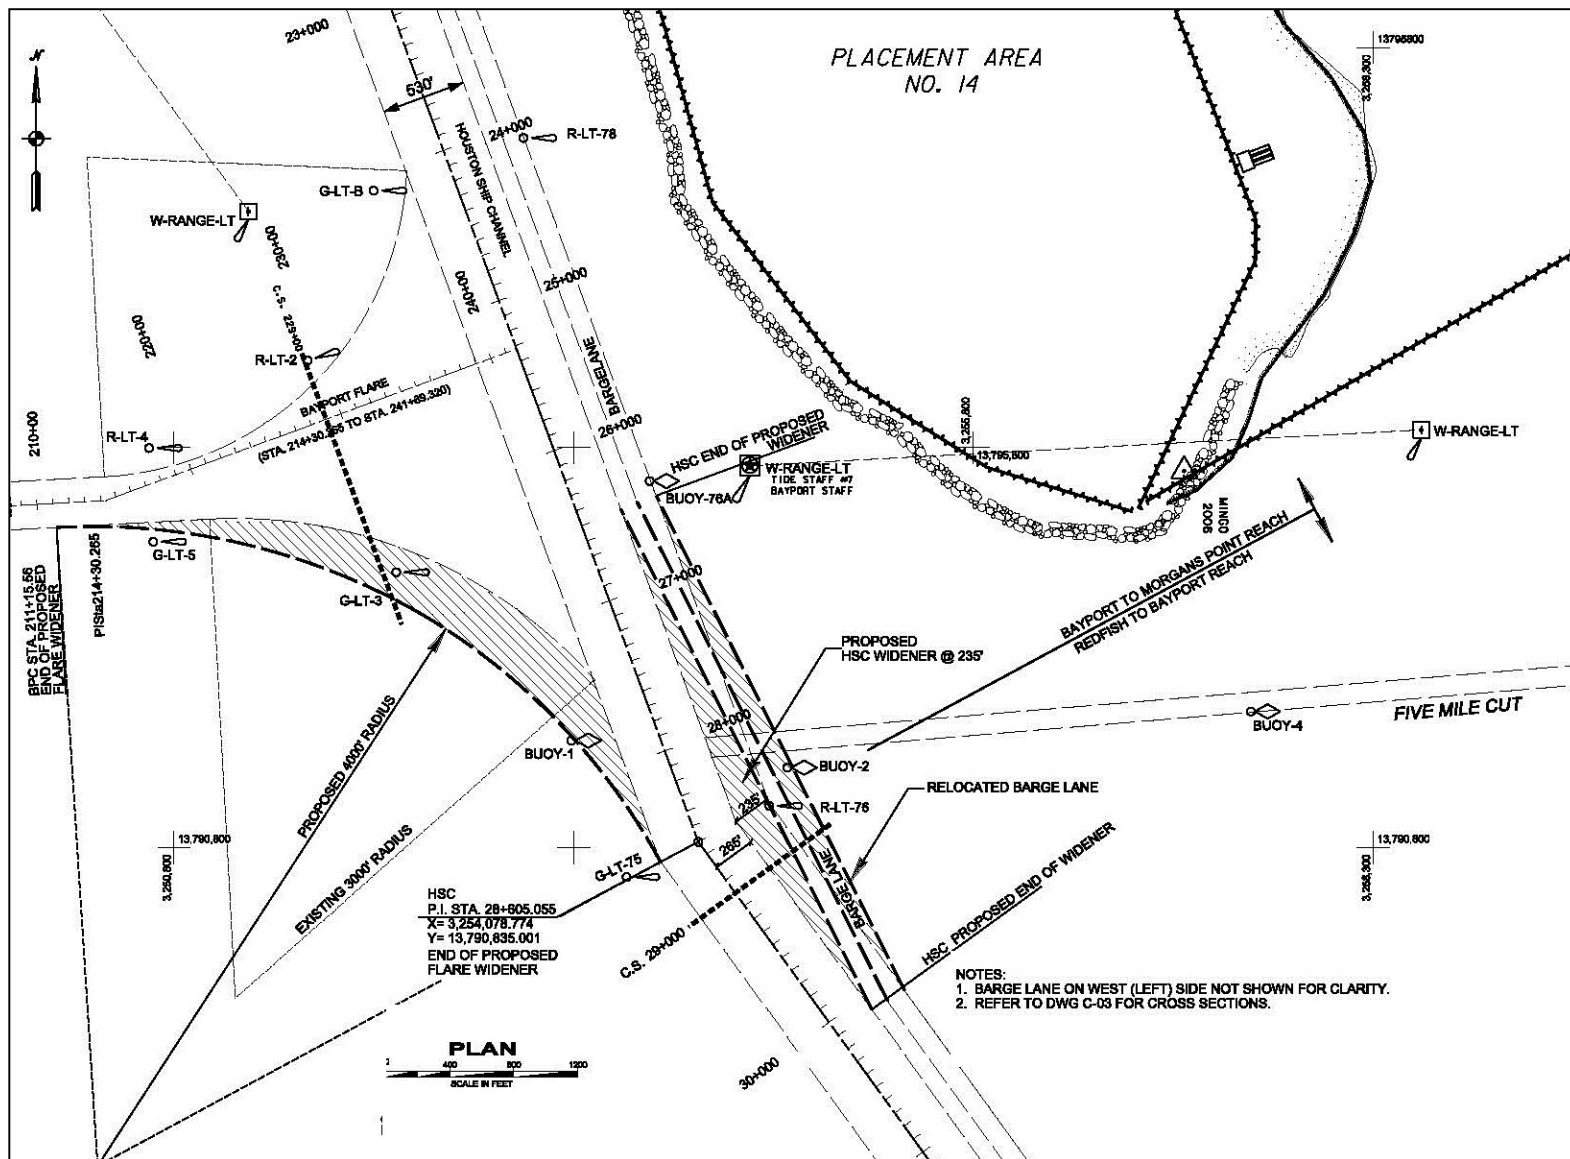 N
23+000
530'
24+000
R-LT-78
HOUSTON SHIP CHANNEL
PLACEMENT AREA
NO. 14
13795800
3,268,300
G-LT-B
W-RANGE-LT
230+00
C.S. 225+00
220+00
210+00
R-LT-2
R-LT-4
BAYPORT FLARE
(STA. 214+30.265 TO STA. 241+89.320)
240+00
25+000
BARGELANE
26+000
HSC END OF PROPOSED
WIDENER
BUOY-76A
W-RANGE-LT
TIDE STAFF #7
BAYPORT STAFF
3,255,800
13,795,800
W-RANGE-LT
MINGO
2006
G-LT-5
G-LT-3
BPC STA. 211+15.56
END OF PROPOSED
FLARE WIDENER
PISta214+30.265
27+000
BAYPORT TO MORGANS POINT REACH
REDFISH TO BAYPORT REACH
PROPOSED
HSC WIDENER @ 235'
28+000
FIVE MILE CUT
BUOY-4
BUOY-1
BUOY-2
PROPOSED 4000' RADIUS
EXISTING 3000' RADIUS
RELOCATED BARGE LANE
235'
R-LT-76
265'
13,790,800
3,250,800
13,790,800
3,268,300
G-LT-75
BARGE LANE
HSC PROPOSED END OF WIDENER
HSC
P.I. STA. 28+605.055
X= 3,254,078.774
Y= 13,790,835.001
END OF PROPOSED
FLARE WIDENER
C.S. 29+000
NOTES:
1. BARGE LANE ON WEST (LEFT) SIDE NOT SHOWN FOR CLARITY.
2. REFER TO DWG C-03 FOR CROSS SECTIONS.
PLAN
400 800 1200
SCALE IN FEET
30+000